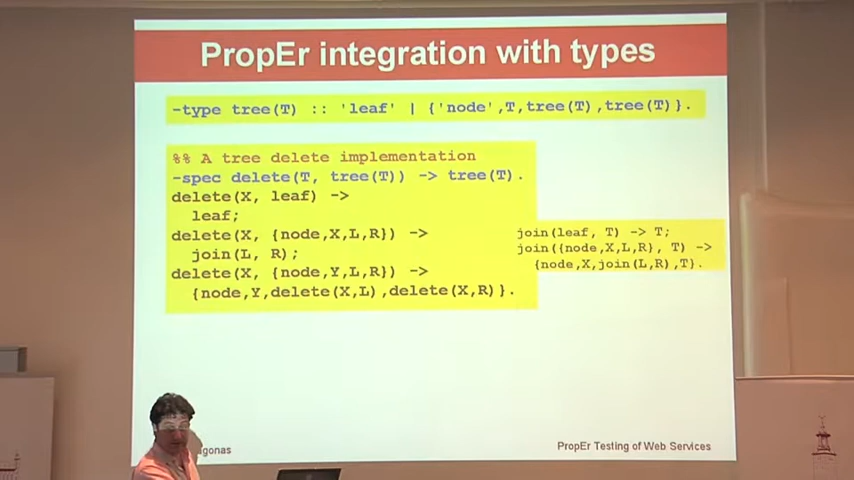 PropEr integration with types
-type tree(T) :: 'leaf' | {'node',T,tree(T),tree(T)}.
%% A tree delete implementation
-spec delete(T, tree(T)) -> tree(T).
delete(X, leaf) ->
leaf;
delete(X, {node,X,L,R}) ->
join(L, R);
delete(X, {node,Y,L,R}) ->
{node,Y,delete(X,L),delete(X,R)}.
join(leaf, T) -> T;
join({node,X,L,R}, T) ->
{node,X,join(L,R),T}.
PropEr Testing of Web Services